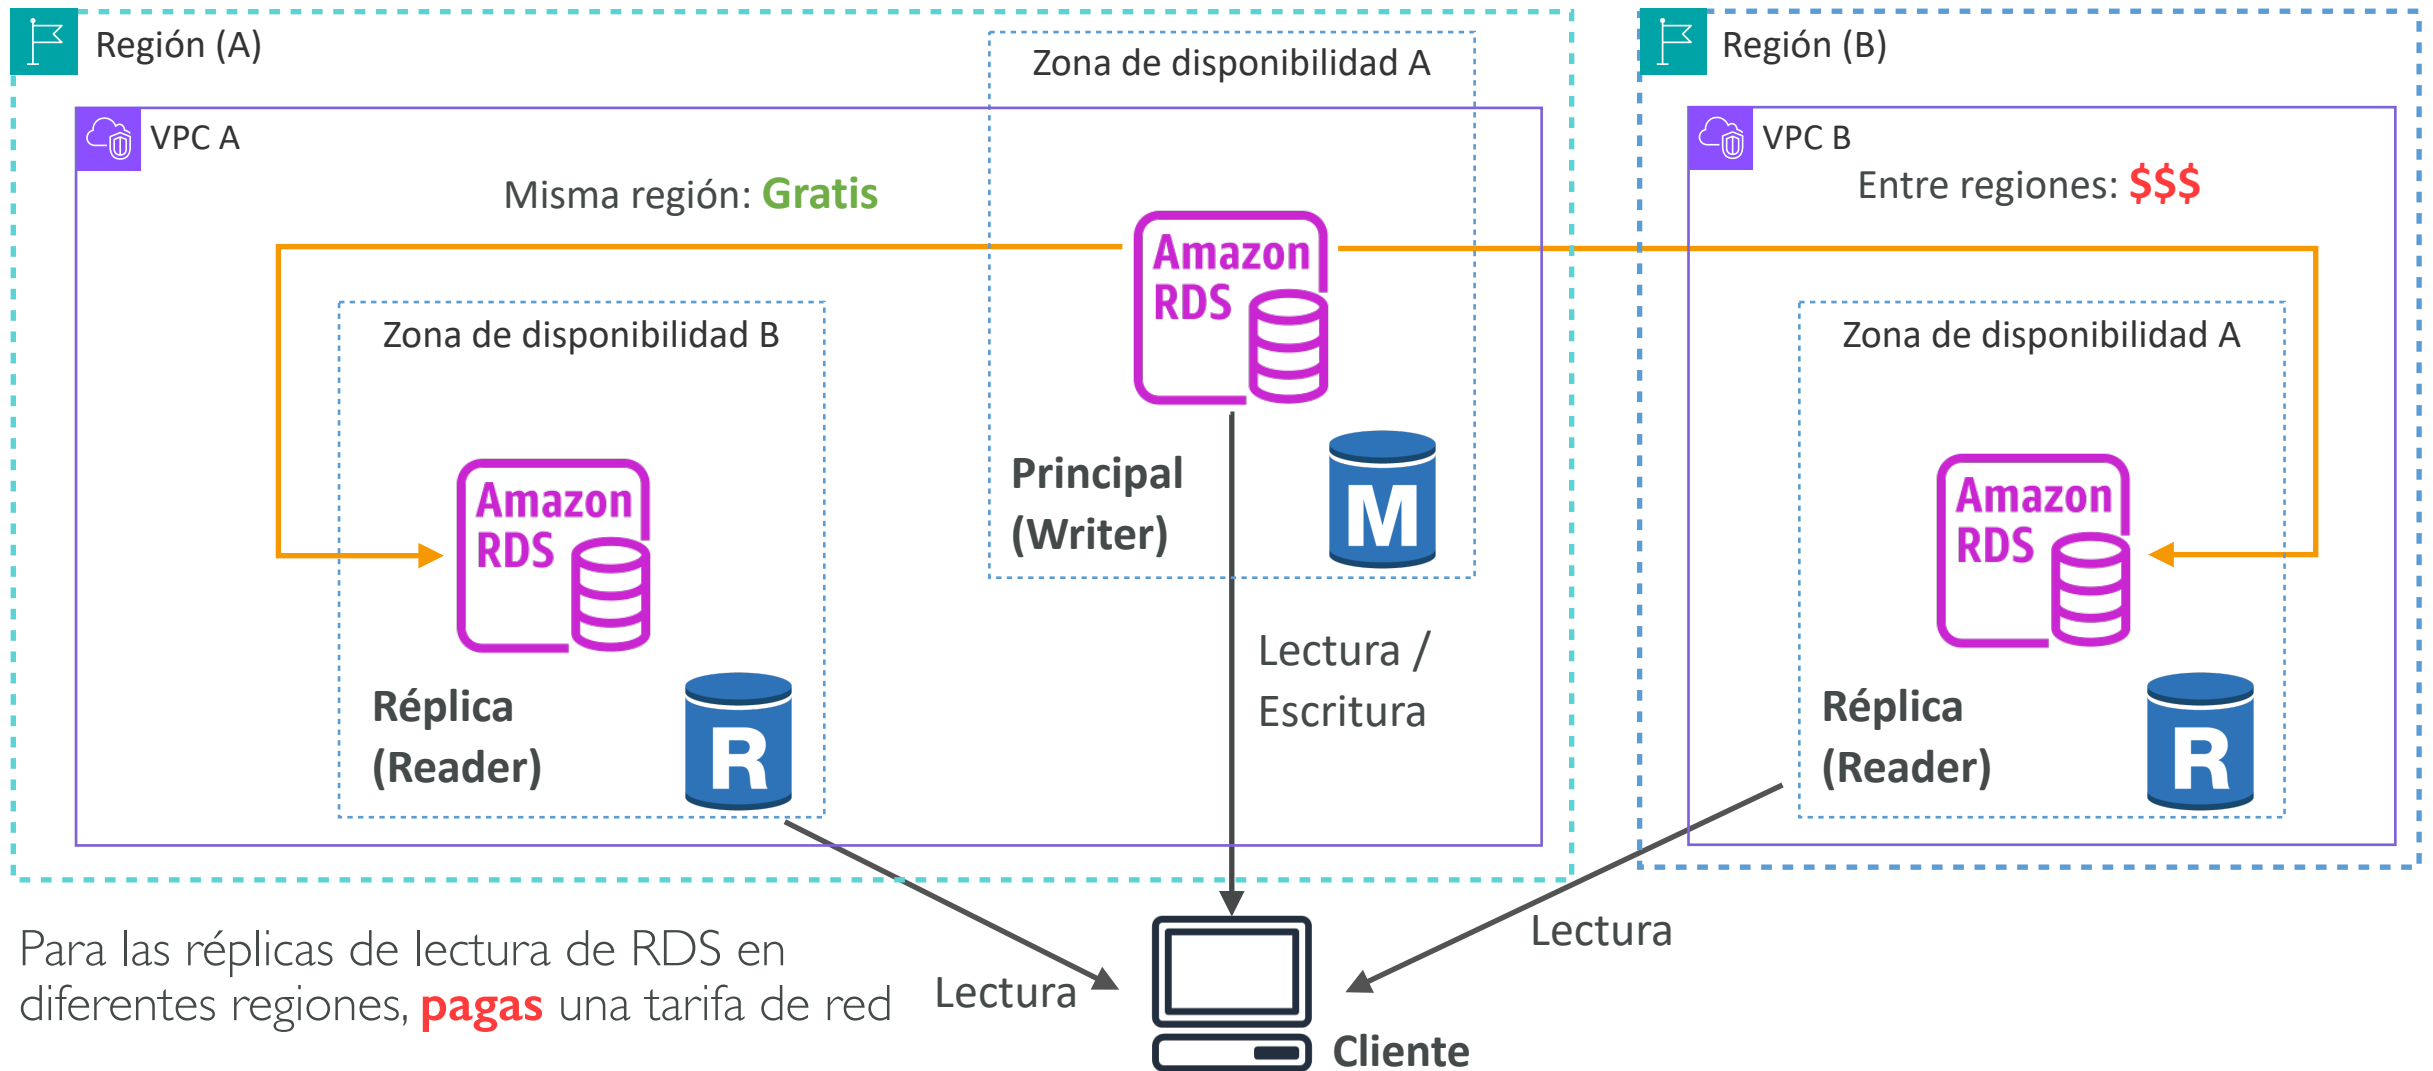 Región (A)
Zona de disponibilidad A
Región (B)
VPC A
VPC B
Misma región: Gratis
Entre regiones: $$$
Amazon
RDS
Zona de disponibilidad B
Zona de disponibilidad A
Principal
(Writer)
M
Amazon
RDS
Amazon
RDS
Lectura /
Escritura
Réplica
(Reader)
R
Réplica
(Reader)
R
Para las réplicas de lectura de RDS en
diferentes regiones, pagas una tarifa de red
Lectura
Lectura
Cliente